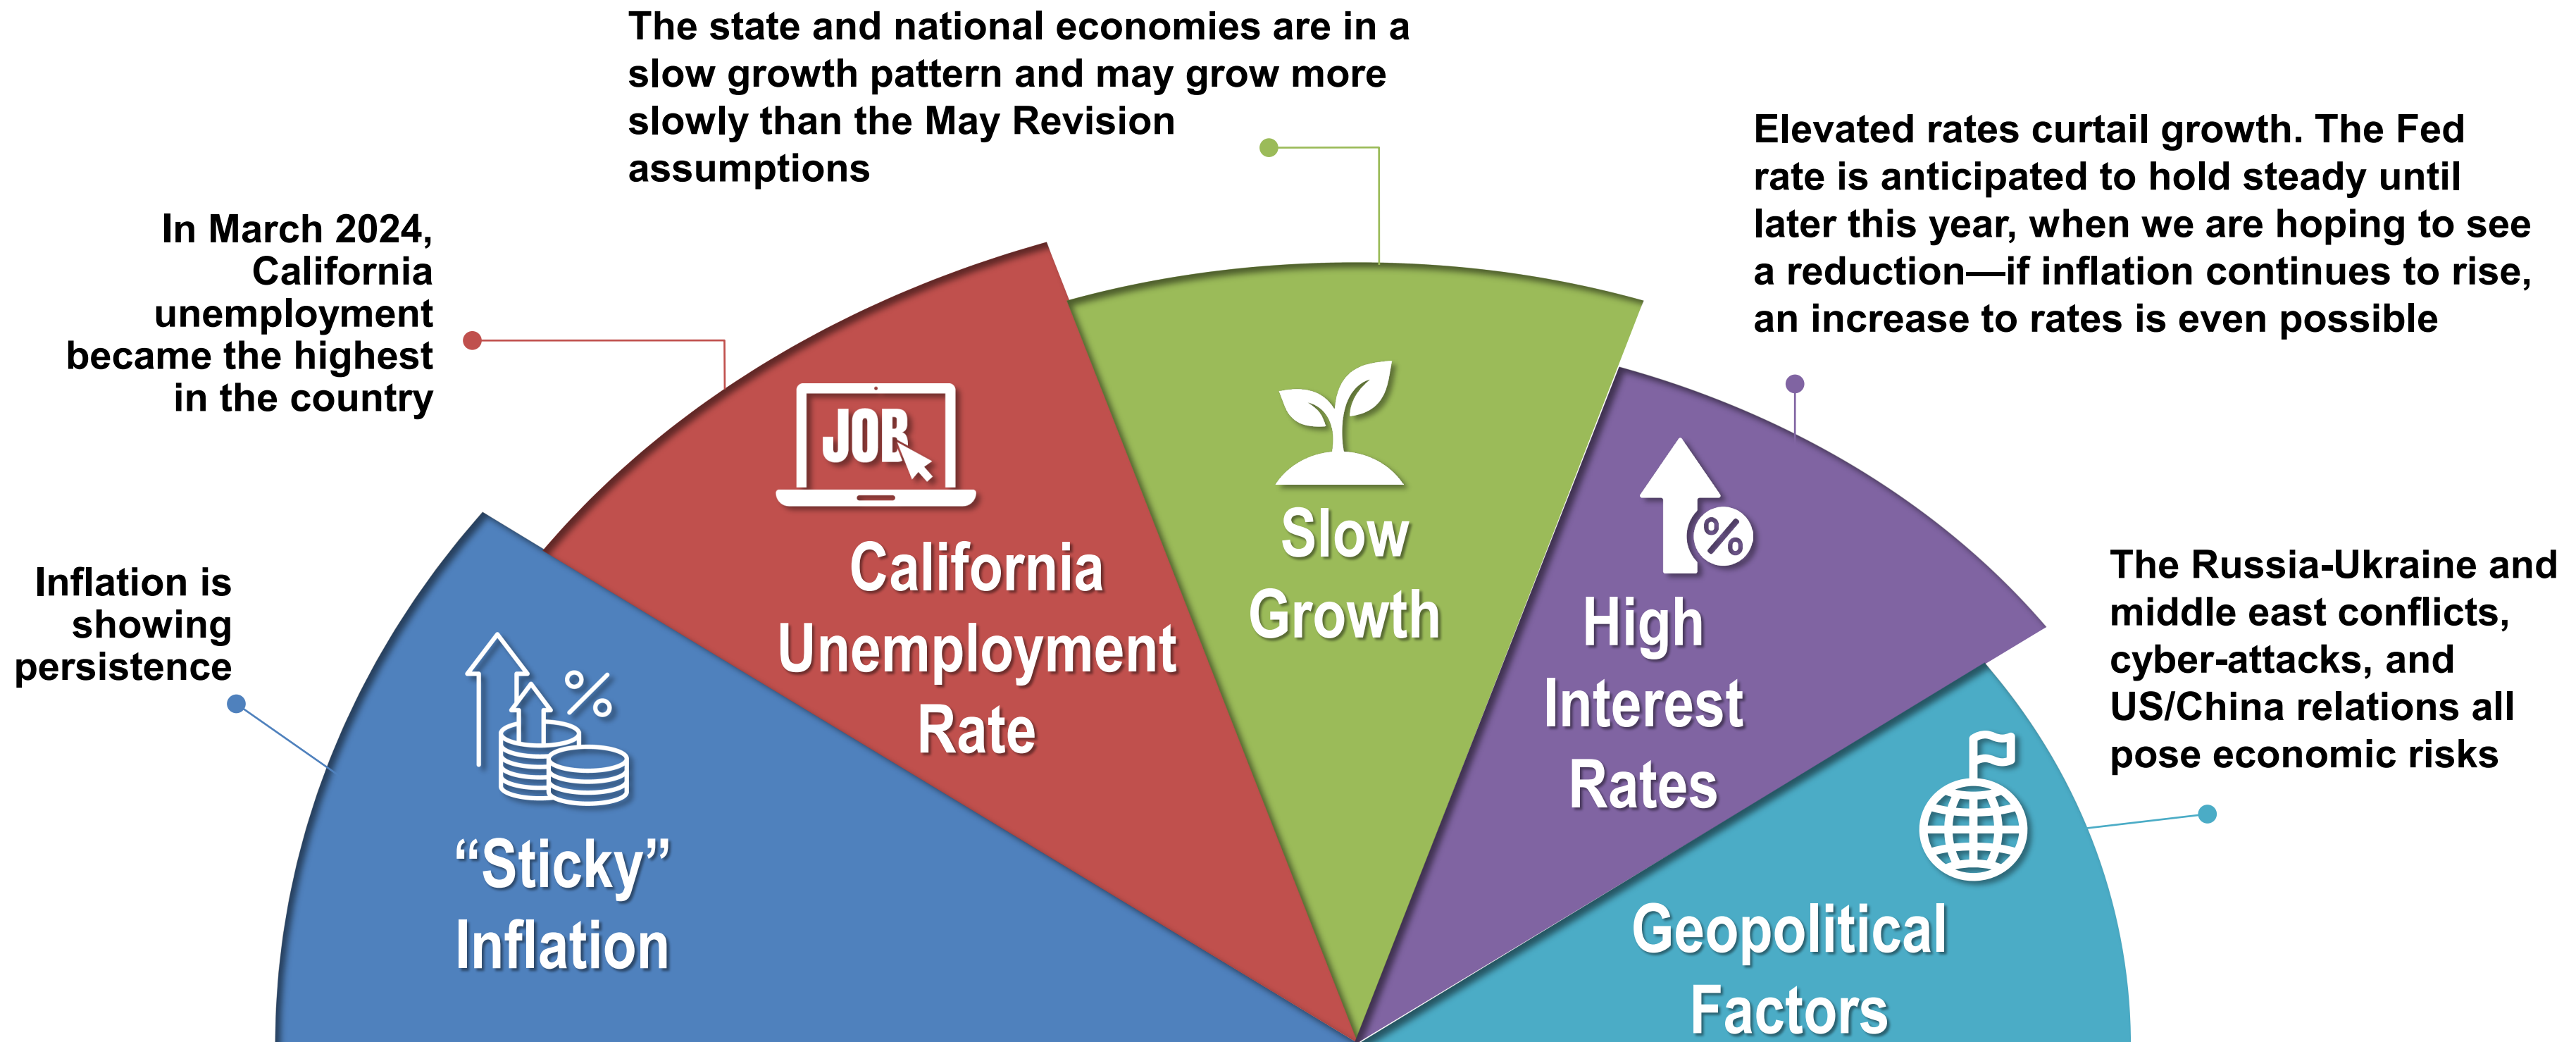 The state and national economies are in a
slow growth pattern and may grow more
slowly than the May Revision
assumptions
Elevated rates curtail growth. The Fed
rate is anticipated to hold steady until
later this year, when we are hoping to see
a reduction—if inflation continues to rise,
an increase to rates is even possible
In March 2024,
California
unemployment
became the highest
in the country
Inflation is
showing
persistence
The Russia-Ukraine and
middle east conflicts,
cyber-attacks, and
US/China relations all
pose economic risks
“Sticky”
Inflation
JOB
California
Unemployment
Rate
Slow
Growth
%
High
Interest
Rates
%
Geopolitical
Factors